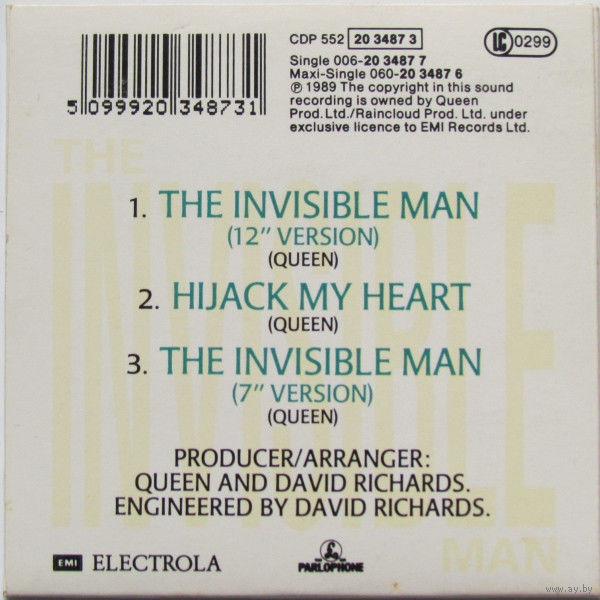 CDP 552 20 3487 3
LC 0299
Single 006-20 3487 7
Maxi-Single 060-20 3487 6
℗ 1989 The copyright in this sound
recording is owned by Queen
Prod.Ltd./Raincloud Prod. Ltd. under
exclusive licence to EMI Records Ltd.
5 099920 348731
THE
INVISIBLE
MAN
1. THE INVISIBLE MAN
(12" VERSION)
(QUEEN)
2. HIJACK MY HEART
(QUEEN)
3. THE INVISIBLE MAN
(7" VERSION)
(QUEEN)
PRODUCER/ARRANGER:
QUEEN AND DAVID RICHARDS.
ENGINEERED BY DAVID RICHARDS.
EMI ELECTROLA
PARLOPHONE
www.ay.by